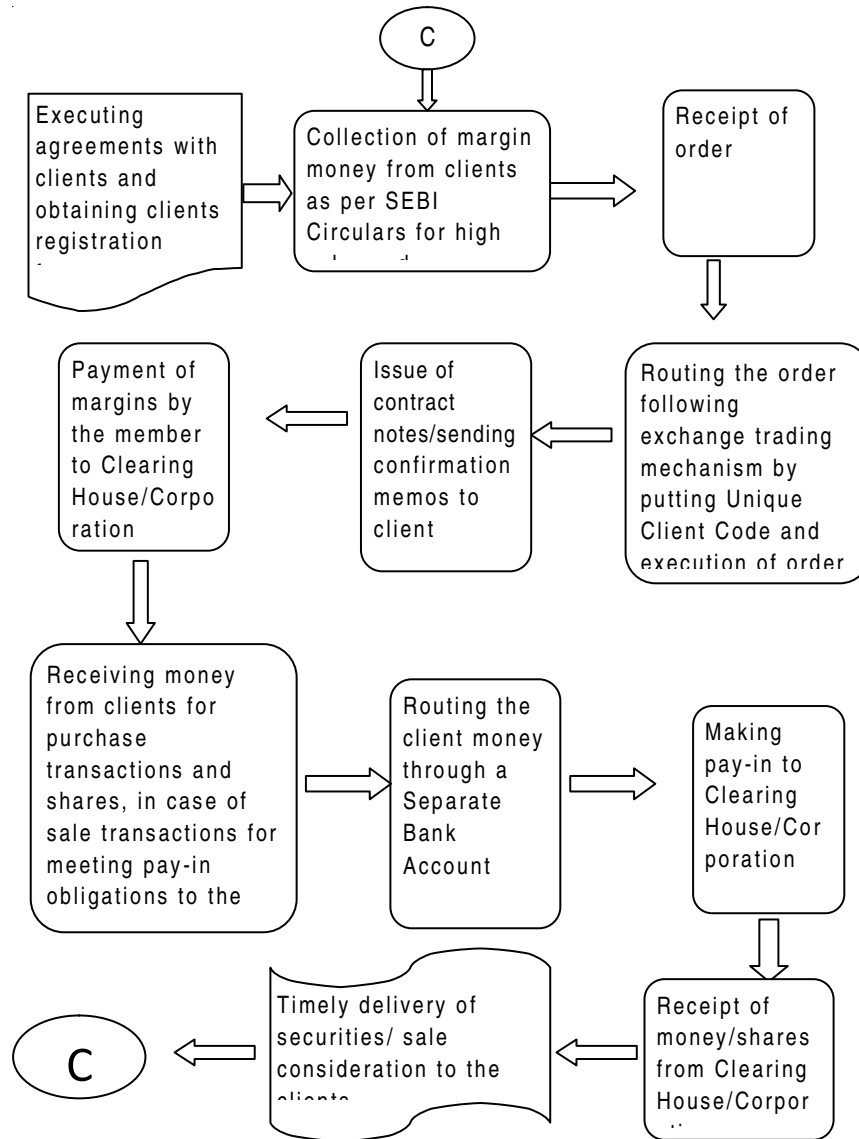 C
Executing
agreements with
clients and
obtaining clients
registration
Collection of margin
money from clients
as per SEBI
Circulars for high
Receipt of
order
Payment of
margins by
the member
to Clearing
House/Corpo
ration
Issue of
contract
notes/sending
confirmation
memos to
client
Routing the order
following
exchange trading
mechanism by
putting Unique
Client Code and
execution of order
Receiving money
from clients for
purchase
transactions and
shares, in case of
sale transactions for
meeting pay-in
obligations to the
Routing the
client money
through a
Separate
Bank
Account
Making
pay-in to
Clearing
House/Cor
poration
C
Timely delivery of
securities/ sale
consideration to the
clients
Receipt of
money/shares
from Clearing
House/Corpor